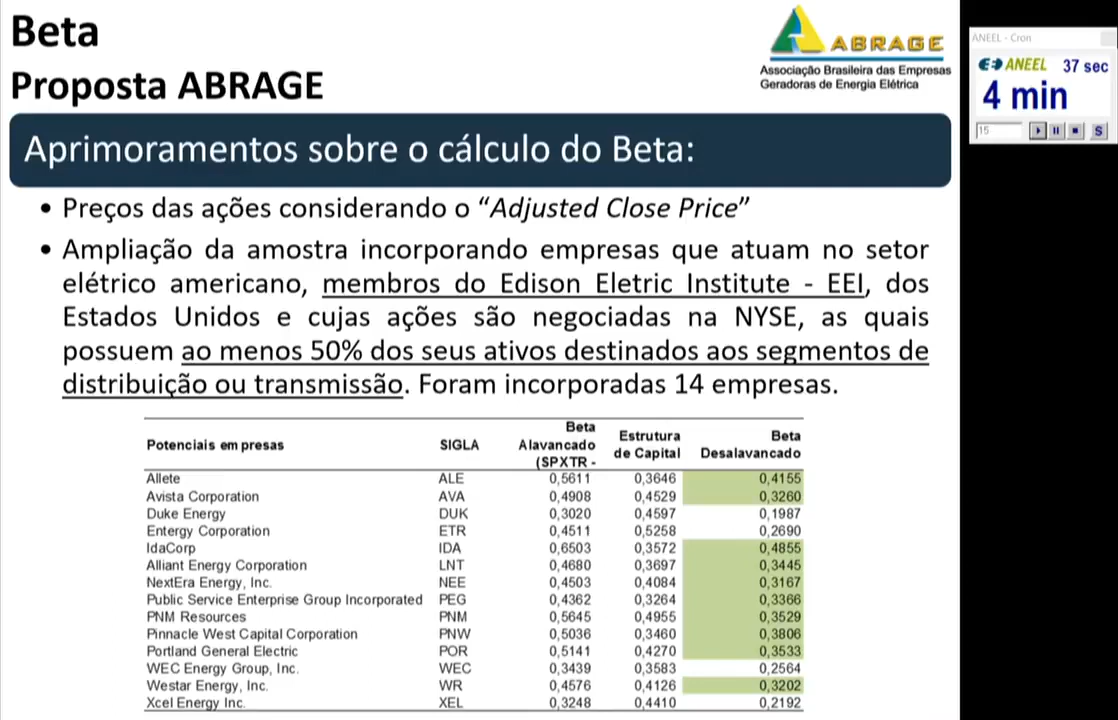 Beta
Proposta ABRAGE
ABRAGE
Associação Brasileira das Empresas
Geradoras de Energia Elétrica
ANEEL - Cron
ANEEL 37 sec
4 min
15
S
Aprimoramentos sobre o cálculo do Beta:
• Preços das ações considerando o “Adjusted Close Price”
• Ampliação da amostra incorporando empresas que atuam no setor
elétrico americano, membros do Edison Eletric Institute - EEI, dos
Estados Unidos e cujas ações são negociadas na NYSE, as quais
possuem ao menos 50% dos seus ativos destinados aos segmentos de
distribuição ou transmissão. Foram incorporadas 14 empresas.
Potenciais empresas SIGLA Beta Alavancado (SPXTR - Estrutura de Capital Beta Desalavancado
Allete ALE 0,5611 0,3646 0,4155
Avista Corporation AVA 0,4908 0,4529 0,3260
Duke Energy DUK 0,3020 0,4597 0,1987
Entergy Corporation ETR 0,4511 0,5258 0,2690
IdaCorp IDA 0,6503 0,3572 0,4855
Alliant Energy Corporation LNT 0,4680 0,3697 0,3445
NextEra Energy, Inc. NEE 0,4503 0,4084 0,3167
Public Service Enterprise Group Incorporated PEG 0,4362 0,3264 0,3366
PNM Resources PNM 0,5645 0,4955 0,3529
Pinnacle West Capital Corporation PNW 0,5036 0,3460 0,3806
Portland General Electric POR 0,5141 0,4270 0,3533
WEC Energy Group, Inc. WEC 0,3439 0,3583 0,2564
Westar Energy, Inc. WR 0,4576 0,4126 0,3202
Xcel Energy Inc. XEL 0,3248 0,4410 0,2192